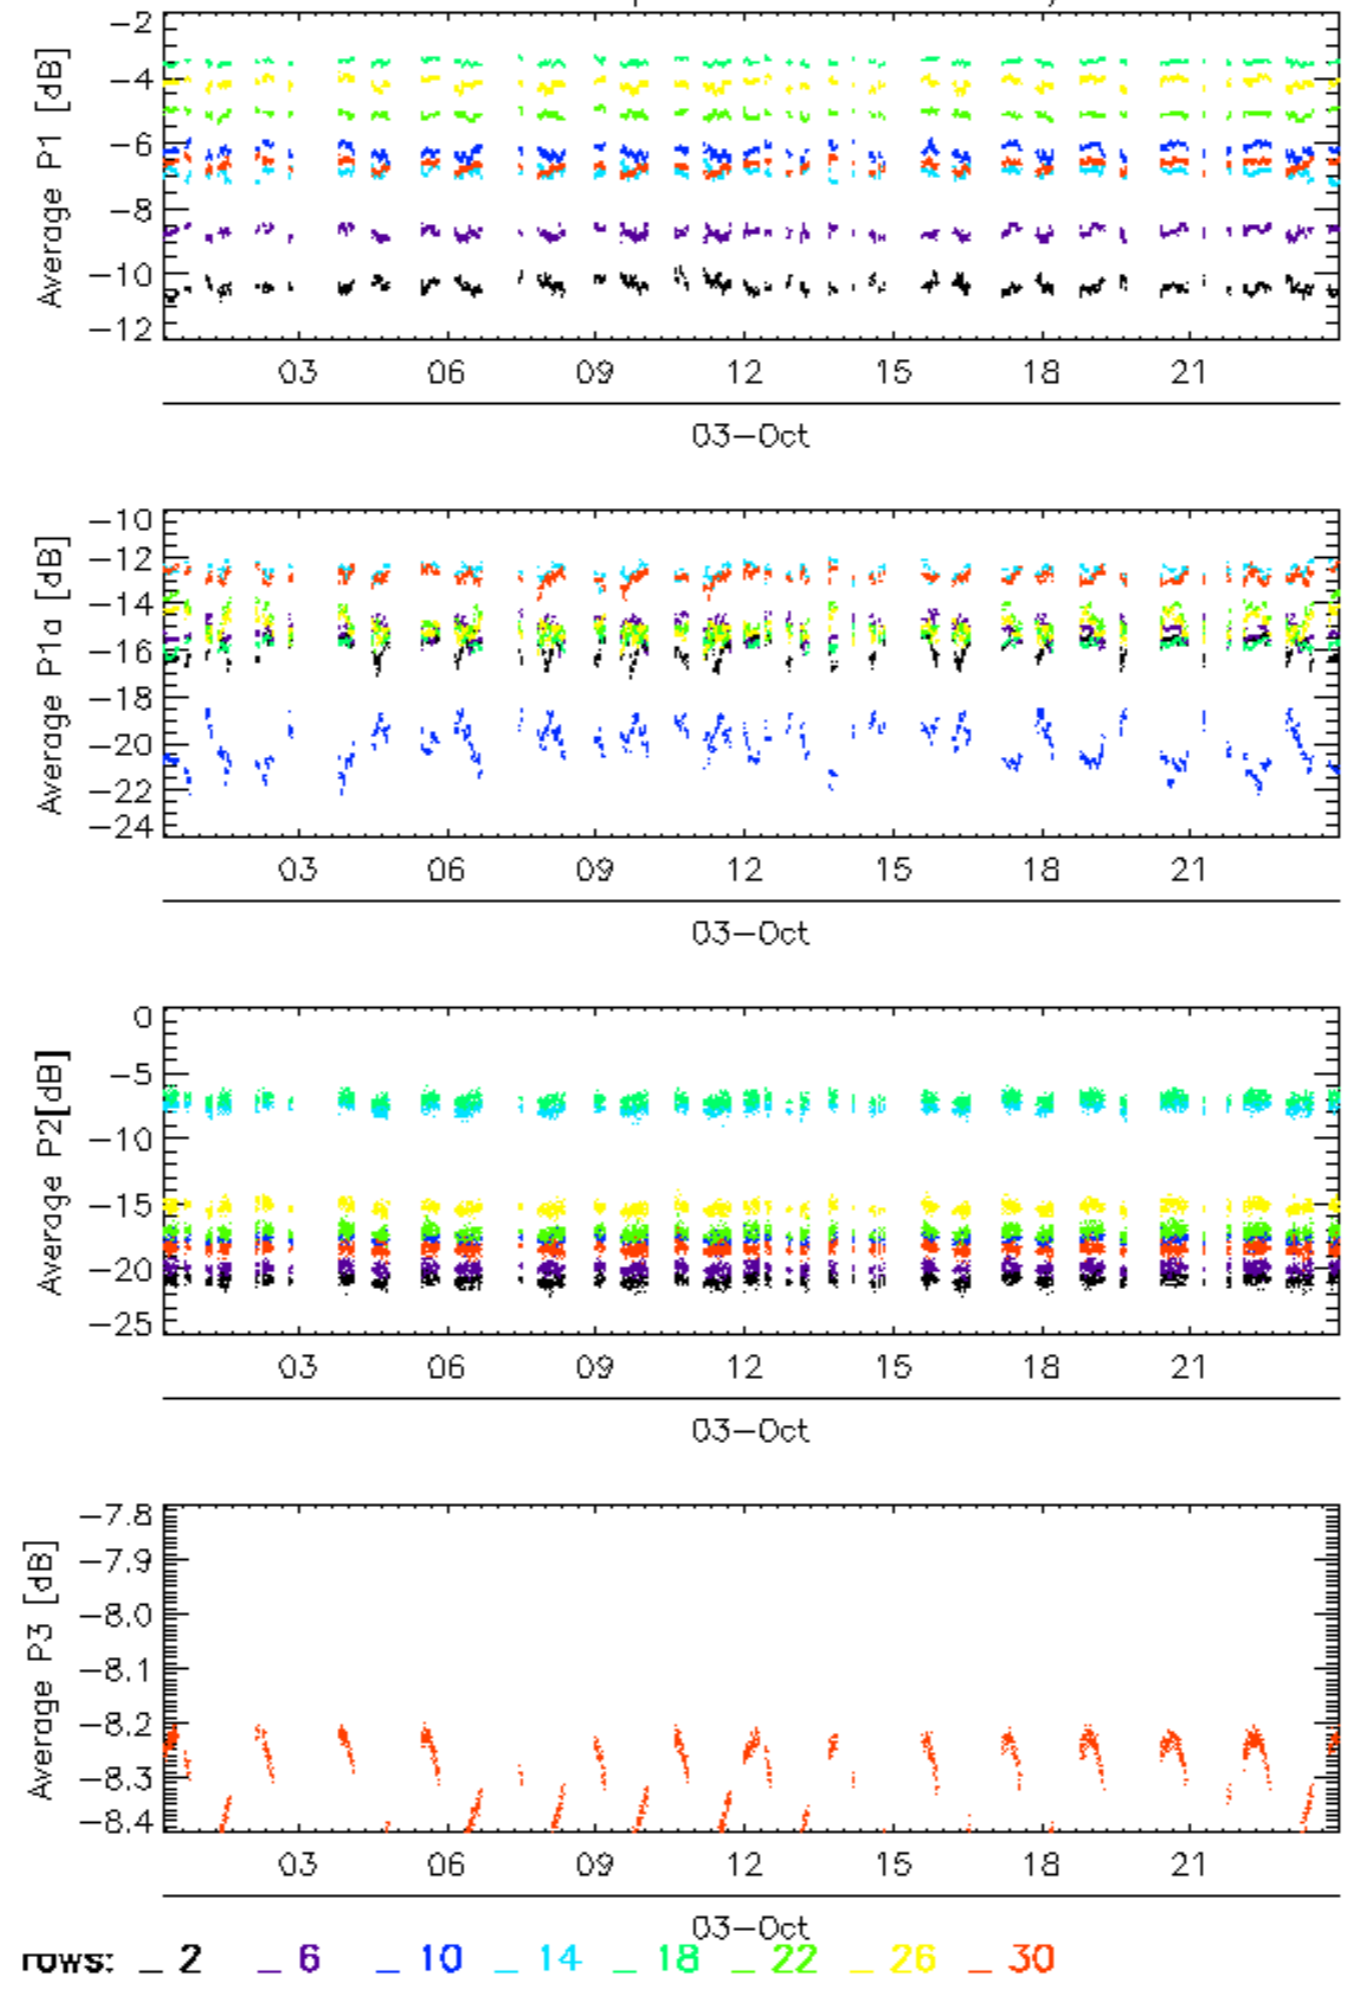 Average P1 [dB]
-2
-4
-6
-8
-10
-12
03 06 09 12 15 18 21
03-Oct
Average P1a [dB]
-10
-12
-14
-16
-18
-20
-22
-24
03 06 09 12 15 18 21
03-Oct
Average P2[dB]
0
-5
-10
-15
-20
-25
03 06 09 12 15 18 21
03-Oct
Average P3 [dB]
-7.8
-7.9
-8.0
-8.1
-8.2
-8.3
-8.4
03 06 09 12 15 18 21
03-Oct
rows: _ 2 _ 6 _ 10 _ 14 _ 18 _ 22 _ 26 _ 30